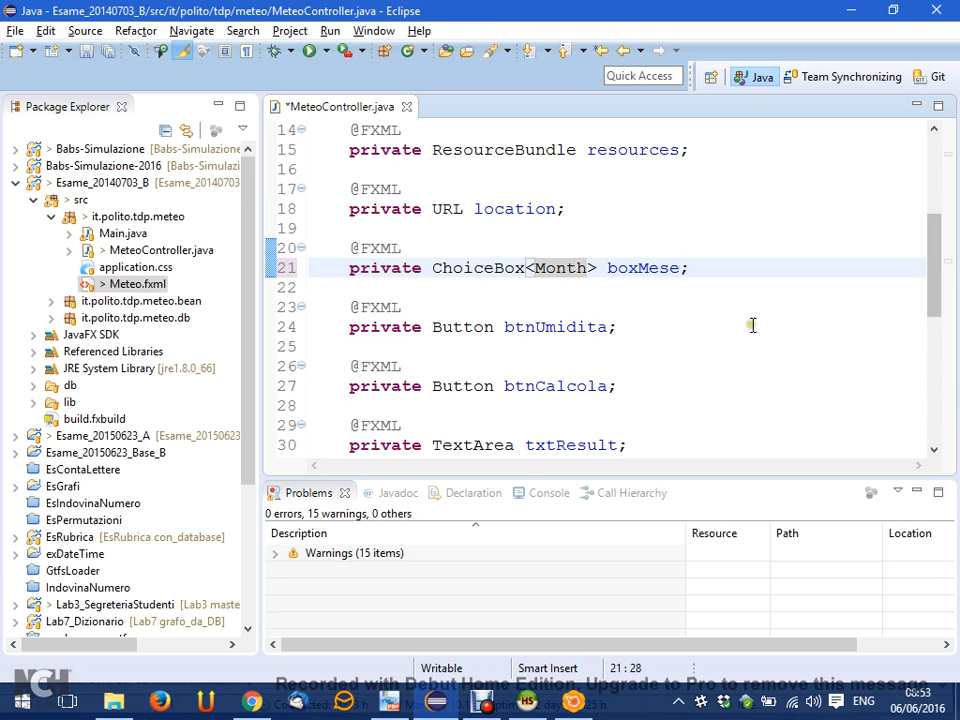 Java - Esame_20140703_B/src/it/polito/tdp/meteo/MeteoController.java - Eclipse
File Edit Source Refactor Navigate Search Project Run Window Help
Quick Access Java Team Synchronizing Git
Package Explorer
> Babs-Simulazione [Babs-Simulazione
Babs-Simulazione-2016 [Babs-Simulazi
> Esame_20140703_B [Esame_20140703
> src
> it.polito.tdp.meteo
Main.java
> MeteoController.java
application.css
> Meteo.fxml
it.polito.tdp.meteo.bean
it.polito.tdp.meteo.db
JavaFX SDK
Referenced Libraries
JRE System Library [jre1.8.0_66]
db
lib
build.fxbuild
> Esame_20150623_A [Esame_20150623
Esame_20150623_Base_B
EsContaLettere
EsGrafi
EsIndovinaNumero
EsPermutazioni
EsRubrica [EsRubrica con_database]
exDateTime
GtfsLoader
IndovinaNumero
> Lab3_SegreteriaStudenti [Lab3 master
Lab7_Dizionario [Lab7 grafo_da_DB]
*MeteoController.java
14 @FXML
15 private ResourceBundle resources;
16
17 @FXML
18 private URL location;
19
20 @FXML
21 private ChoiceBox<Month> boxMese;
22
23 @FXML
24 private Button btnUmidita;
25
26 @FXML
27 private Button btnCalcola;
28
29 @FXML
30 private TextArea txtResult;
Problems Javadoc Declaration Console Call Hierarchy
0 errors, 15 warnings, 0 others
Description Resource Path Location
Warnings (15 items)
Writable Smart Insert 21 : 28
NCH
Recorded with Debut Home Edition. Upgrade to Pro to remove this message
ENG
08:53
06/06/2016